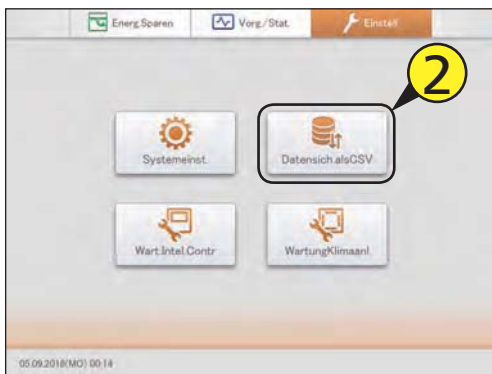 Energ.Sparen Vorg./Stat. Einstell.
2
Systemeinst. Datensich.alsCSV
Wart.Intel.Contr WartungKlimaanl.
05.09.2018(MO) 00:14